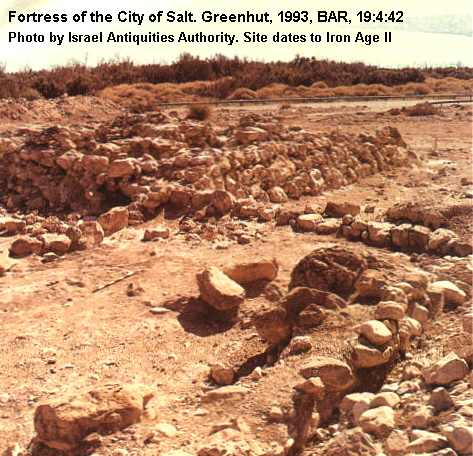 Fortress of the City of Salt. Greenhut, 1993, BAR, 19:4:42
Photo by Israel Antiquities Authority. Site dates to Iron Age II